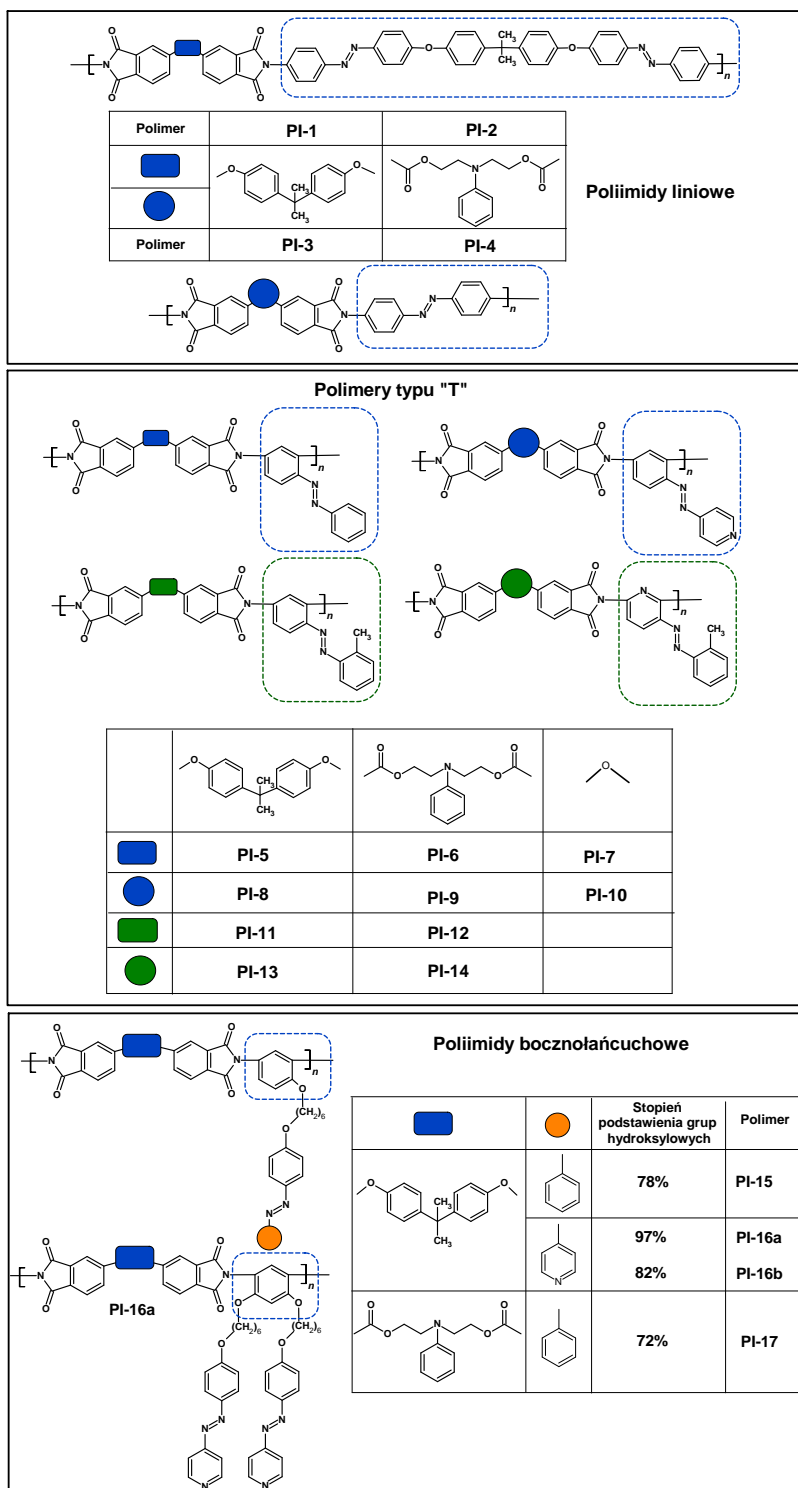 Polimer PI-1 PI-2
Poliimidy liniowe
Polimer PI-3 PI-4
Polimery typu "T"
PI-5 PI-6 PI-7
PI-8 PI-9 PI-10
PI-11 PI-12
PI-13 PI-14
Poliimidy bocznołańcuchowe
Stopień
podstawienia grup
hydroksylowych
Polimer
78% PI-15
97% PI-16a
82% PI-16b
PI-16a
72% PI-17